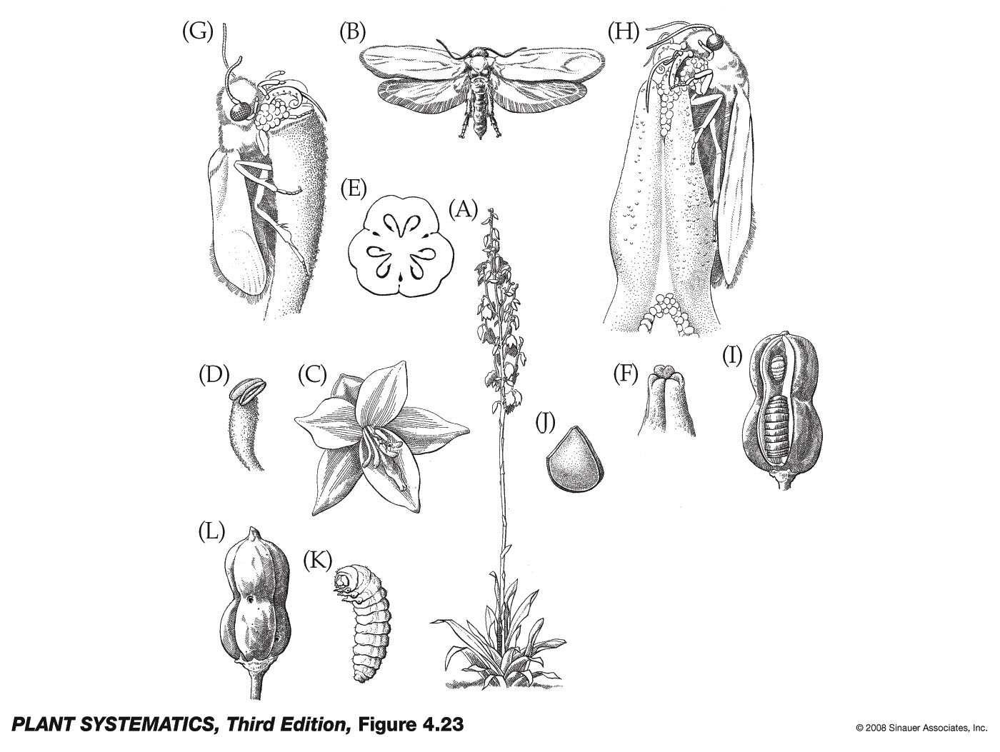 (G)
(B)
(H)
(E)
(A)
(I)
(D)
(C)
(F)
(J)
(L)
(K)
PLANT SYSTEMATICS, Third Edition, Figure 4.23
© 2008 Sinauer Associates, Inc.